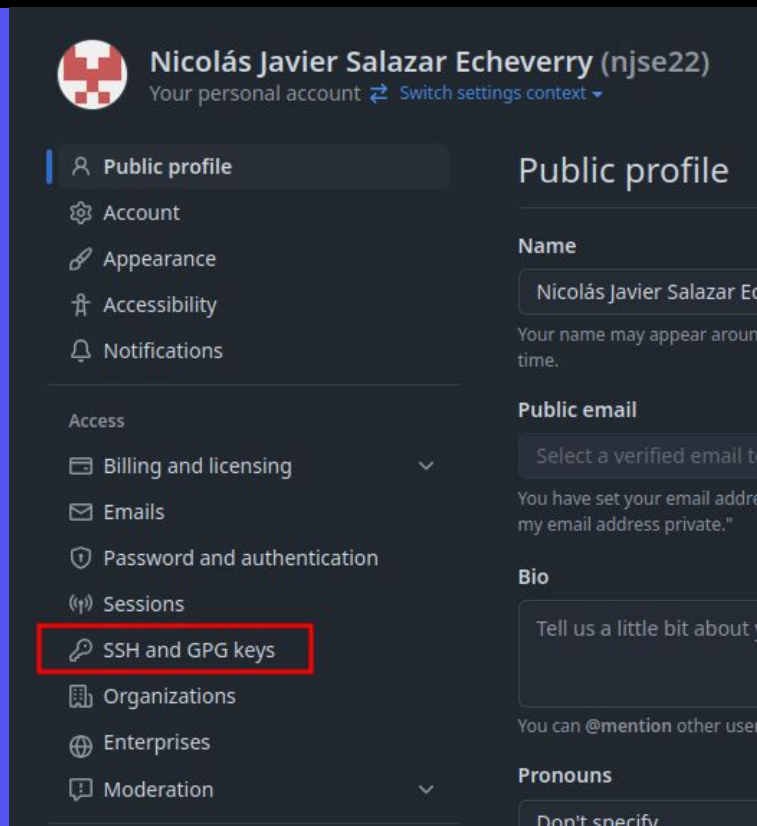 Nicolás Javier Salazar Echeverry (njse22)
Your personal account Switch settings context
Public profile
Account
Appearance
Accessibility
Notifications
Access
Billing and licensing
Emails
Password and authentication
Sessions
SSH and GPG keys
Organizations
Enterprises
Moderation
Public profile
Name
Nicolás Javier Salazar
Your name may appear
time.
Public email
Select a verified email
You have set your email
my email address private."
Bio
Tell us a little bit about
You can @mention other
Pronouns
Don't specify